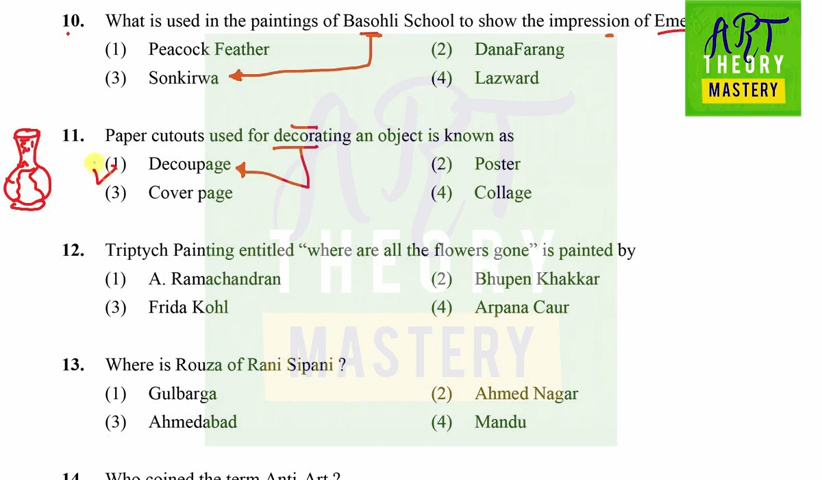 10. What is used in the paintings of Basohli School to show the impression of Eme
(1) Peacock Feather (2) DanaFarang
(3) Sonkirwa (4) Lazward
ART
THEORY
MASTERY
11. Paper cutouts used for decorating an object is known as
(1) Decoupage (2) Poster
(3) Cover page (4) Collage
12. Triptych Painting entitled “where are all the flowers gone” is painted by
(1) A. Ramachandran (2) Bhupen Khakkar
(3) Frida Kohl (4) Arpana Caur
ART
THEORY
MASTERY
13. Where is Rouza of Rani Sipani ?
(1) Gulbarga (2) Ahmed Nagar
(3) Ahmedabad (4) Mandu
14. Who coined the term Anti-Art ?